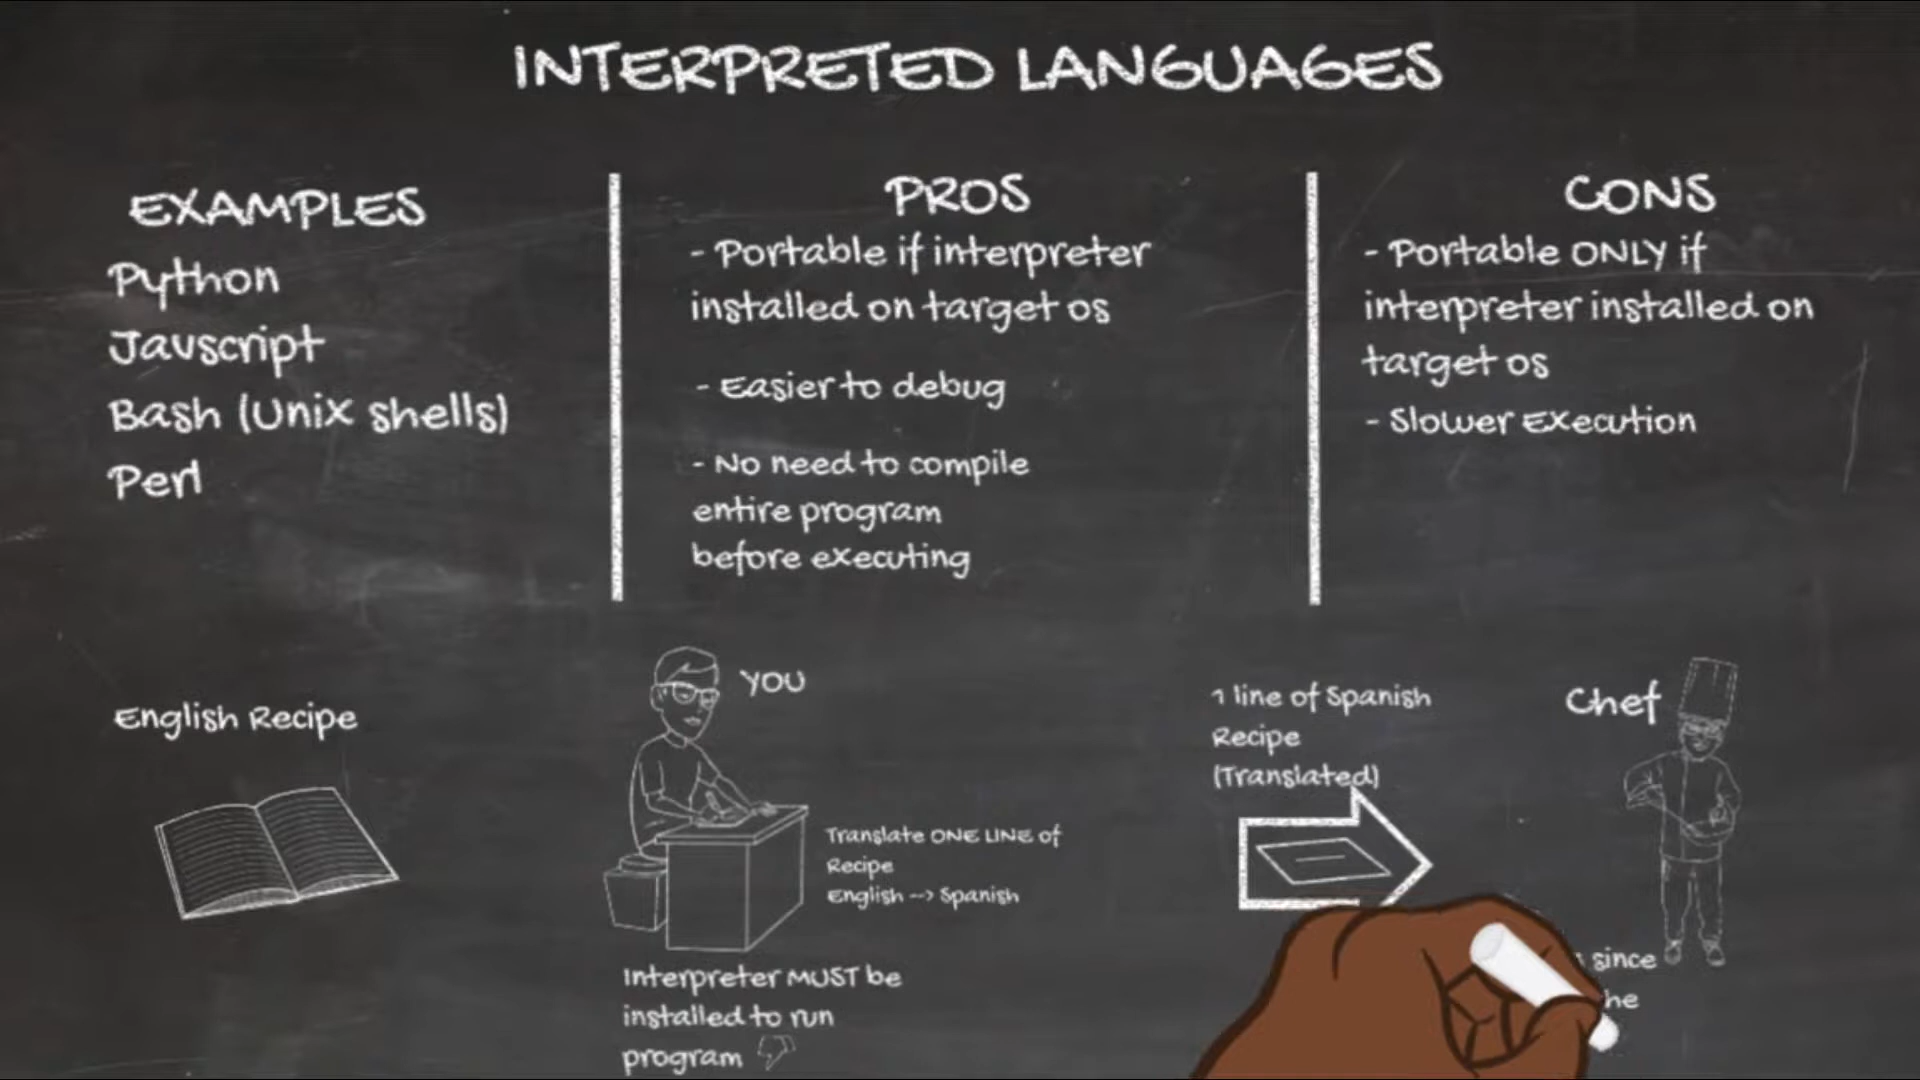 INTERPRETED LANGUAGES
EXAMPLES
Python
Javscript
Bash (Unix shells)
Perl
PROS
- Portable if interpreter
installed on target os
- Easier to debug
- No need to compile
entire program
before executing
CONS
- Portable ONLY if
interpreter installed on
target os
- Slower Execution
English Recipe
YOU
Translate ONE LINE of
Recipe
English --> Spanish
Interpreter MUST be
installed to run
program
1 line of Spanish
Recipe
(Translated)
Chef
since